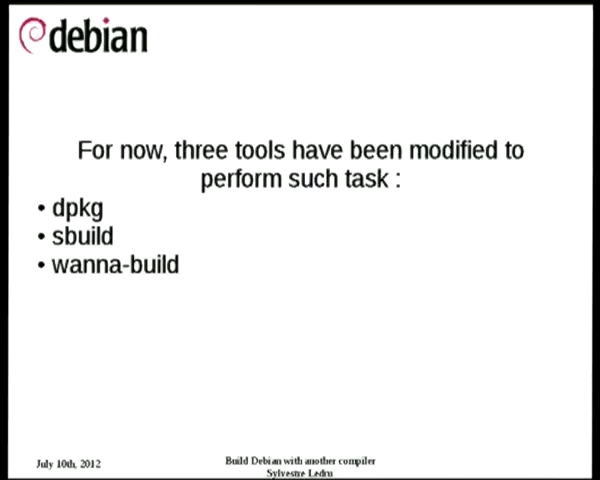 debian
For now, three tools have been modified to
perform such task :
• dpkg
• sbuild
• wanna-build
July 10th, 2012
Build Debian with another compiler
Sylvestre Ledru